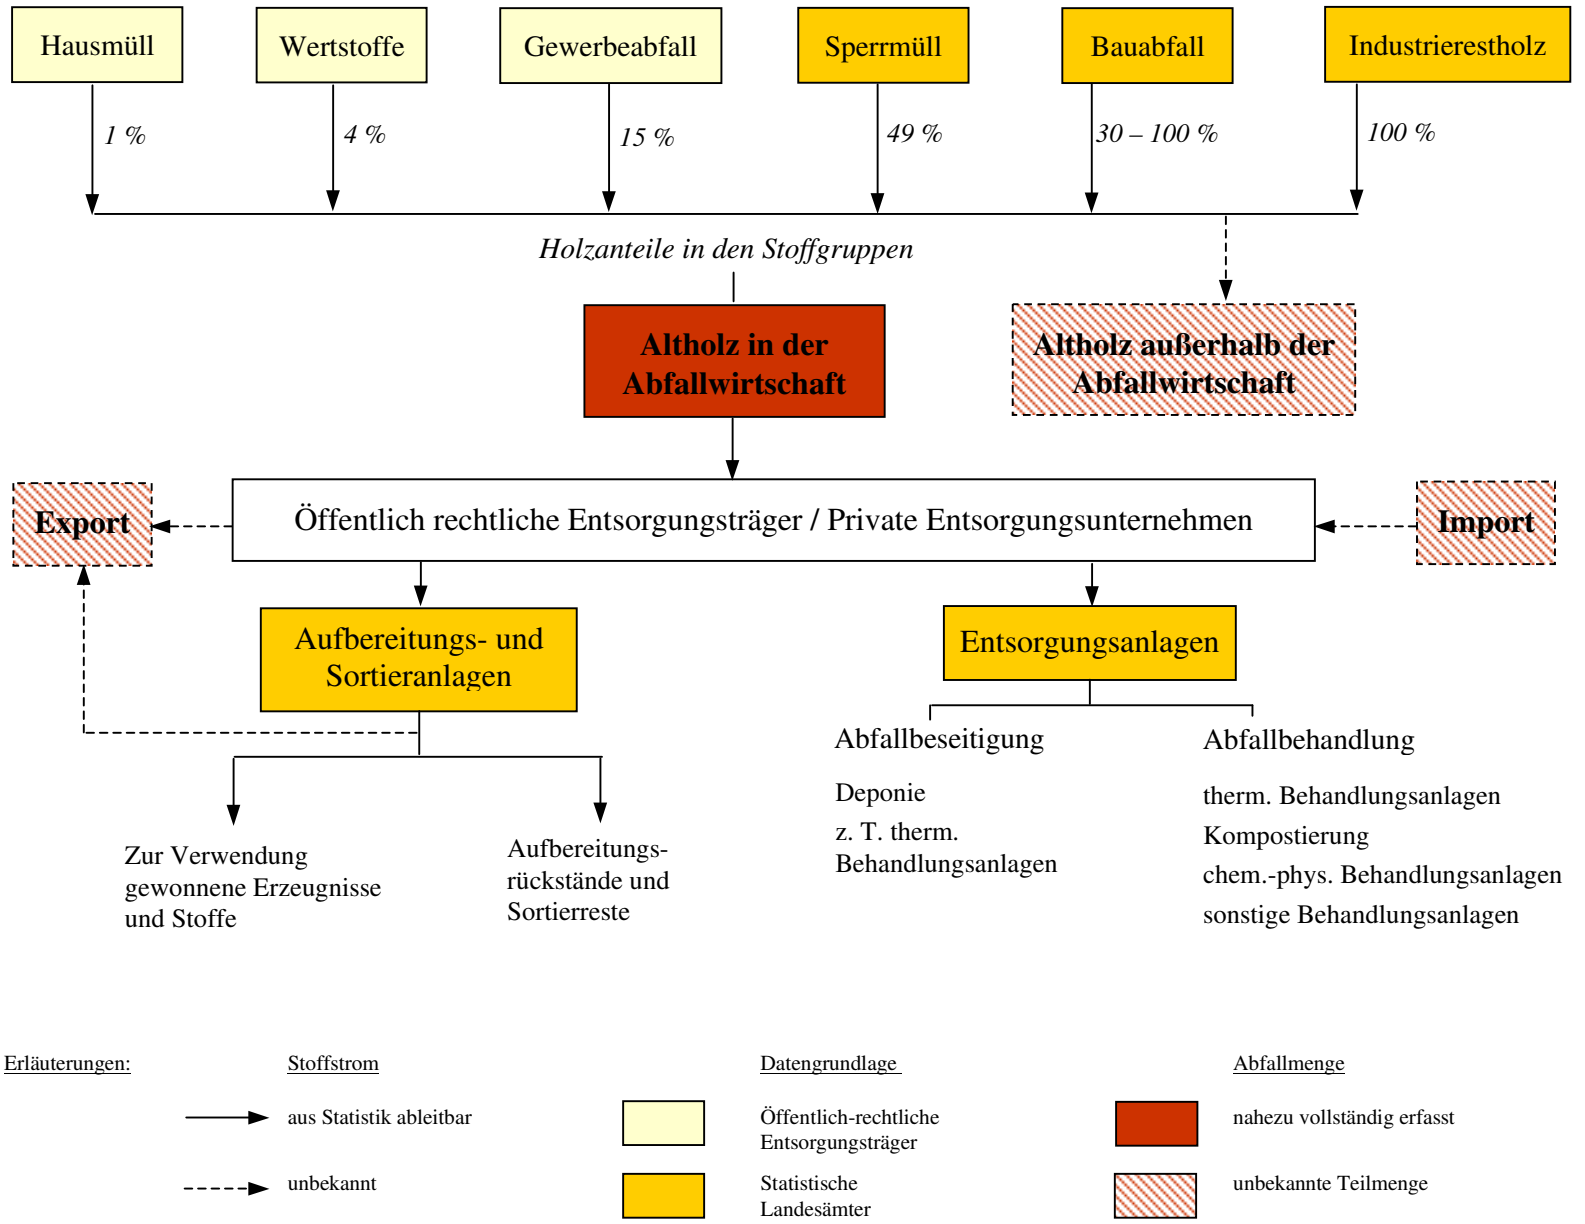 Hausmüll
Wertstoffe
Gewerbeabfall
Sperrmüll
Bauabfall
Industrierestholz
1 %
4 %
15 %
49 %
30 – 100 %
100 %
Holzanteile in den Stoffgruppen
Altholz in der
Abfallwirtschaft
Altholz außerhalb der
Abfallwirtschaft
Export
Öffentlich rechtliche Entsorgungsträger / Private Entsorgungsunternehmen
Import
Aufbereitungs- und
Sortieranlagen
Entsorgungsanlagen
Zur Verwendung
gewonnene Erzeugnisse
und Stoffe
Aufbereitungs-
rückstände und
Sortierreste
Abfallbeseitigung
Deponie
z. T. therm.
Behandlungsanlagen
Abfallbehandlung
therm. Behandlungsanlagen
Kompostierung
chem.-phys. Behandlungsanlagen
sonstige Behandlungsanlagen
Erläuterungen:
Stoffstrom
aus Statistik ableitbar
unbekannt
Datengrundlage
Öffentlich-rechtliche
Entsorgungsträger
Statistische
Landesämter
Abfallmenge
nahezu vollständig erfasst
unbekannte Teilmenge